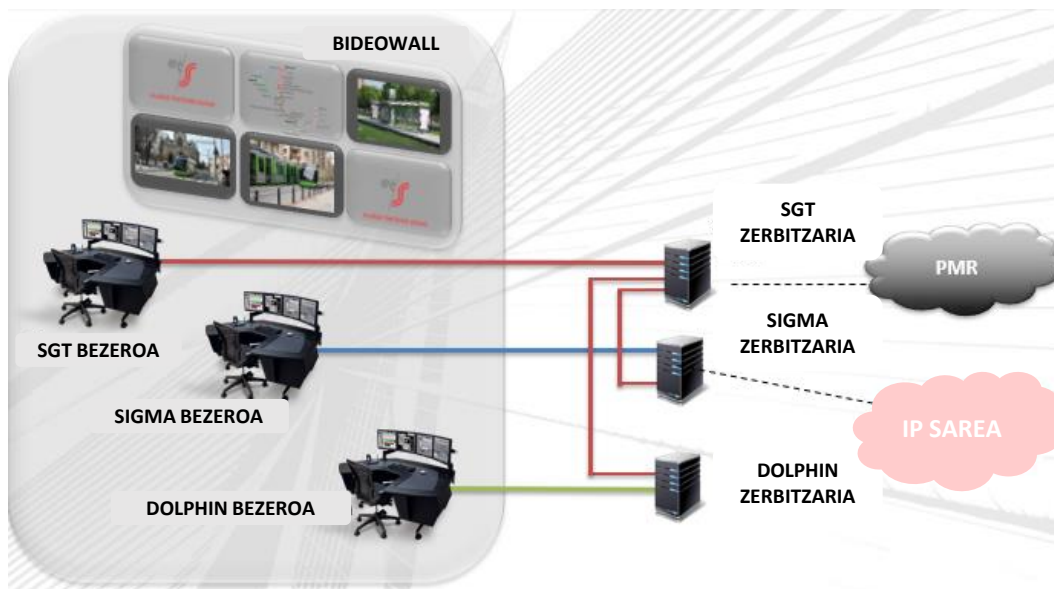 BIDEOWALL
SGT
ZERBITZARIA
PMR
SGT BEZEROA
SIGMA
ZERBITZARIA
SIGMA BEZEROA
IP SAREA
DOLPHIN
ZERBITZARIA
DOLPHIN BEZEROA